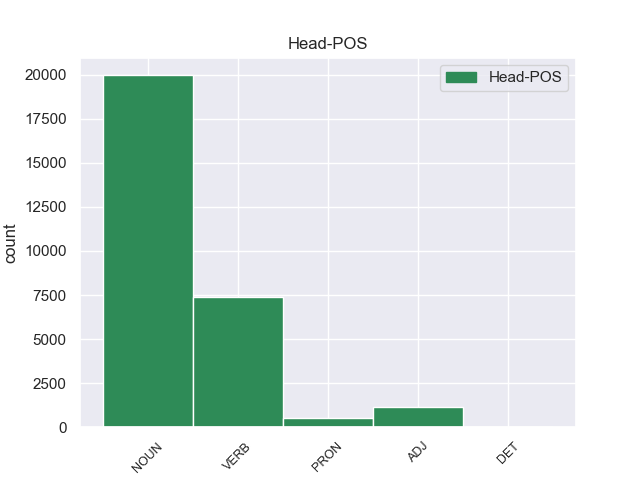 Head-POS
Head-POS
20000
17500
15000
12500
10000
7500
5000
2500
0
count
NOUN
VERB
PRON
ADJ
DET